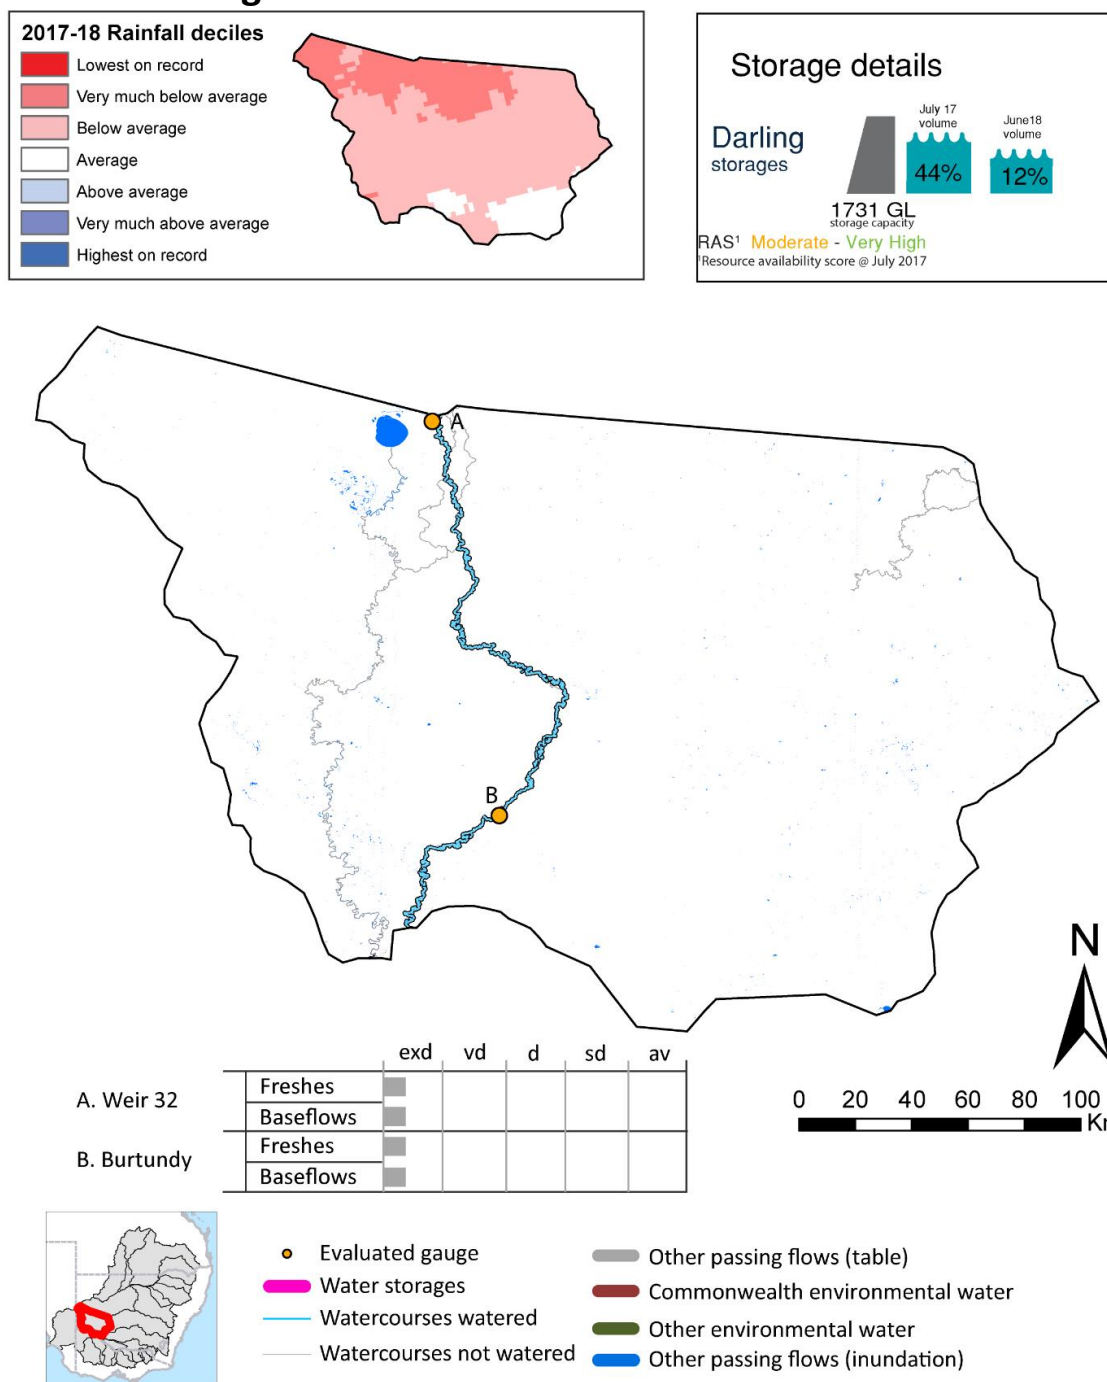 2017-18 Rainfall deciles
Lowest on record
Very much below average
Below average
Average
Above average
Very much above average
Highest on record
Storage details
Darling
storages
July 17
volume
44%
June18
volume
12%
1731 GL
storage capacity
RAS¹ Moderate - Very High
¹Resource availability score @ July 2017
A
B
N
0 20 40 60 80 100
exd vd d sd av
A. Weir 32
Freshes
Baseflows
B. Burtundy
Freshes
Baseflows
Evaluated gauge
Water storages
Watercourses watered
Watercourses not watered
Other passing flows (table)
Commonwealth environmental water
Other environmental water
Other passing flows (inundation)